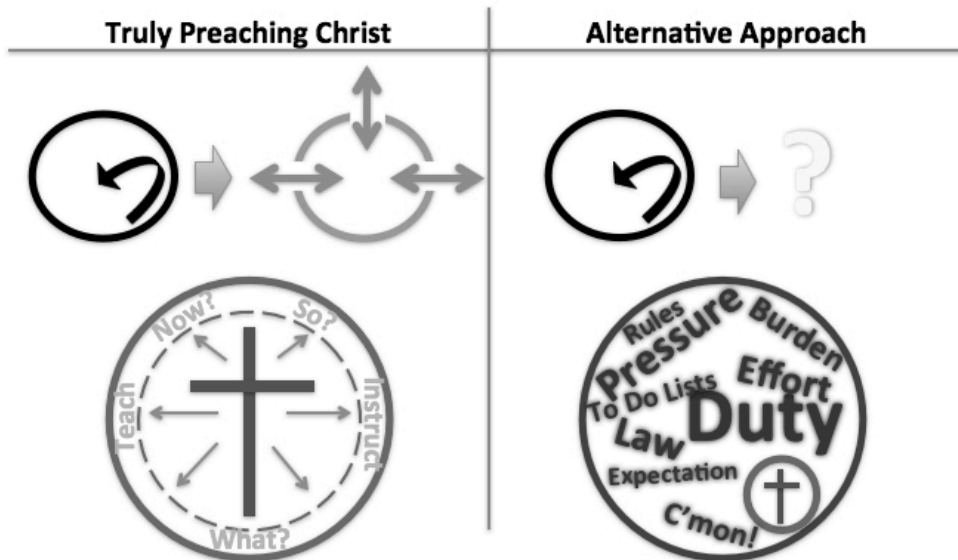 Truly Preaching Christ
Alternative Approach
?
Now?
So?
Teach
Instruct
What?
Rules
Pressure
Burden
To Do Lists
Effort
Duty
Law
Expectation
C'mon!